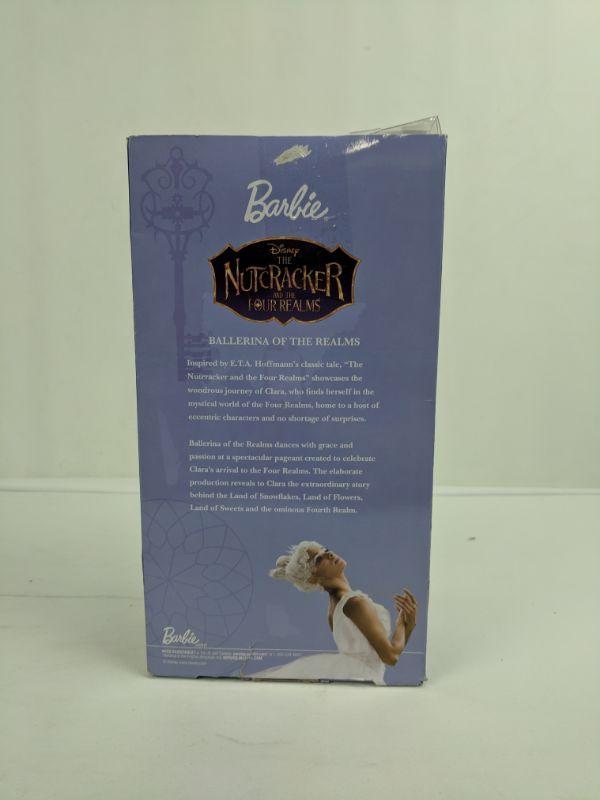 Barbie
Disney
THE
NUTCRACKER
AND THE
FOUR REALMS
BALLERINA OF THE REALMS
Inspired by E.T.A. Hoffmann's classic tale, "The
Nutcracker and the Four Realms" showcases the
wondrous journey of Clara, who finds herself in the
mystical world of the Four Realms, home to a host of
eccentric characters and no shortage of surprises.
Ballerina of the Realms dances with grace and
passion at a spectacular pageant created to celebrate
Clara's arrival to the Four Realms. The elaborate
production reveals to Clara the extraordinary story
behind the Land of Snowflakes, Land of Flowers,
Land of Sweets and the ominous Fourth Realm.
Barbie
NEED ASSISTANCE?